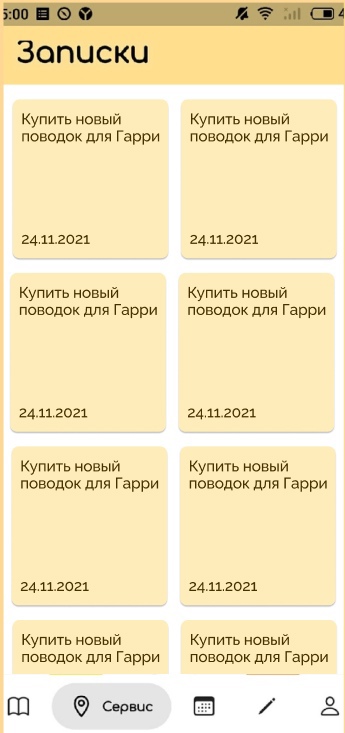 5:00
Записки
Купить новый
поводок для Гарри
24.11.2021
Купить новый
поводок для Гарри
24.11.2021
Купить новый
поводок для Гарри
24.11.2021
Купить новый
поводок для Гарри
24.11.2021
Купить новый
поводок для Гарри
24.11.2021
Купить новый
поводок для Гарри
24.11.2021
Купить новый
поводок для Гарри
Купить новый
поводок для Гарри
Сервис